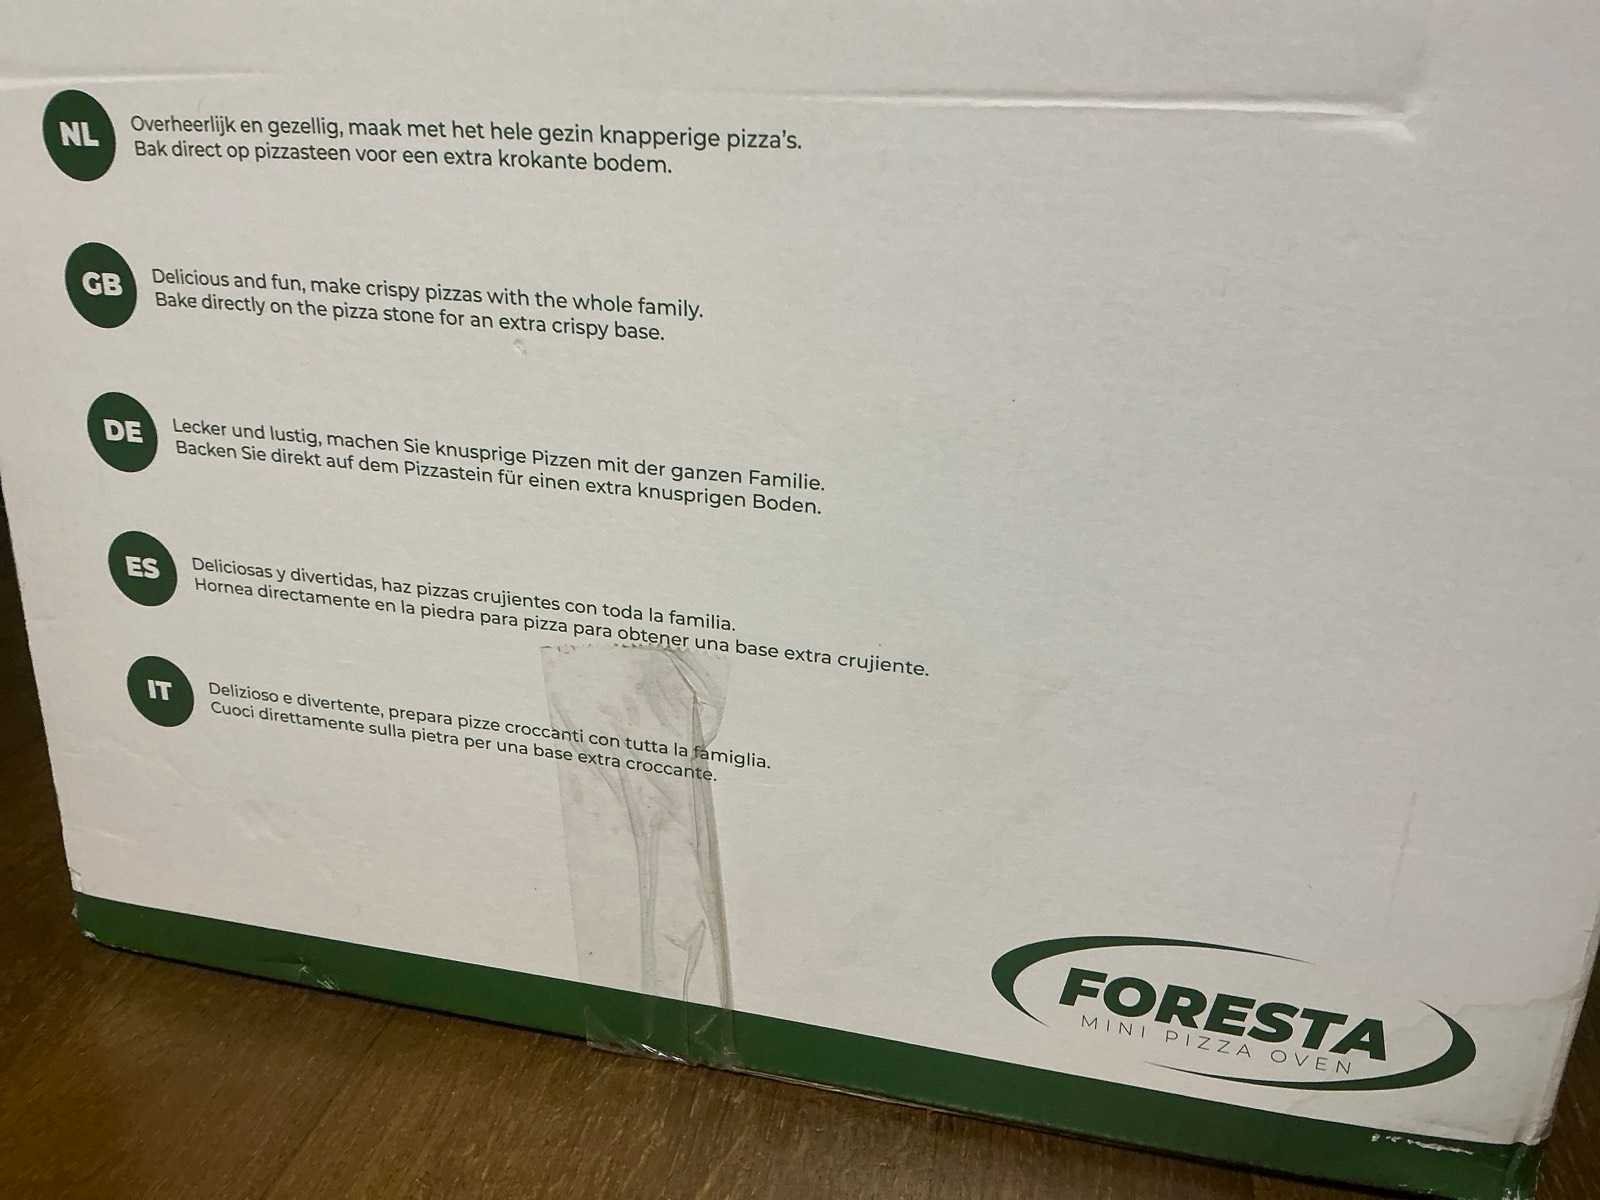 NL
Overheerlijk en gezellig, maak met het hele gezin knapperige pizza's.
Bak direct op pizzasteen voor een extra krokante bodem.
GB
Delicious and fun, make crispy pizzas with the whole family.
Bake directly on the pizza stone for an extra crispy base.
DE
Lecker und lustig, machen Sie knusprige Pizzen mit der ganzen Familie.
Backen Sie direkt auf dem Pizzastein für einen extra knusprigen Boden.
ES
Deliciosas y divertidas, haz pizzas crujientes con toda la familia.
Hornea directamente en la piedra para pizza para obtener una base extra crujiente.
IT
Delizioso e divertente, prepara pizze croccanti con tutta la famiglia.
Cuoci direttamente sulla pietra per una base extra croccante.
FORESTA
MINI PIZZA OVEN